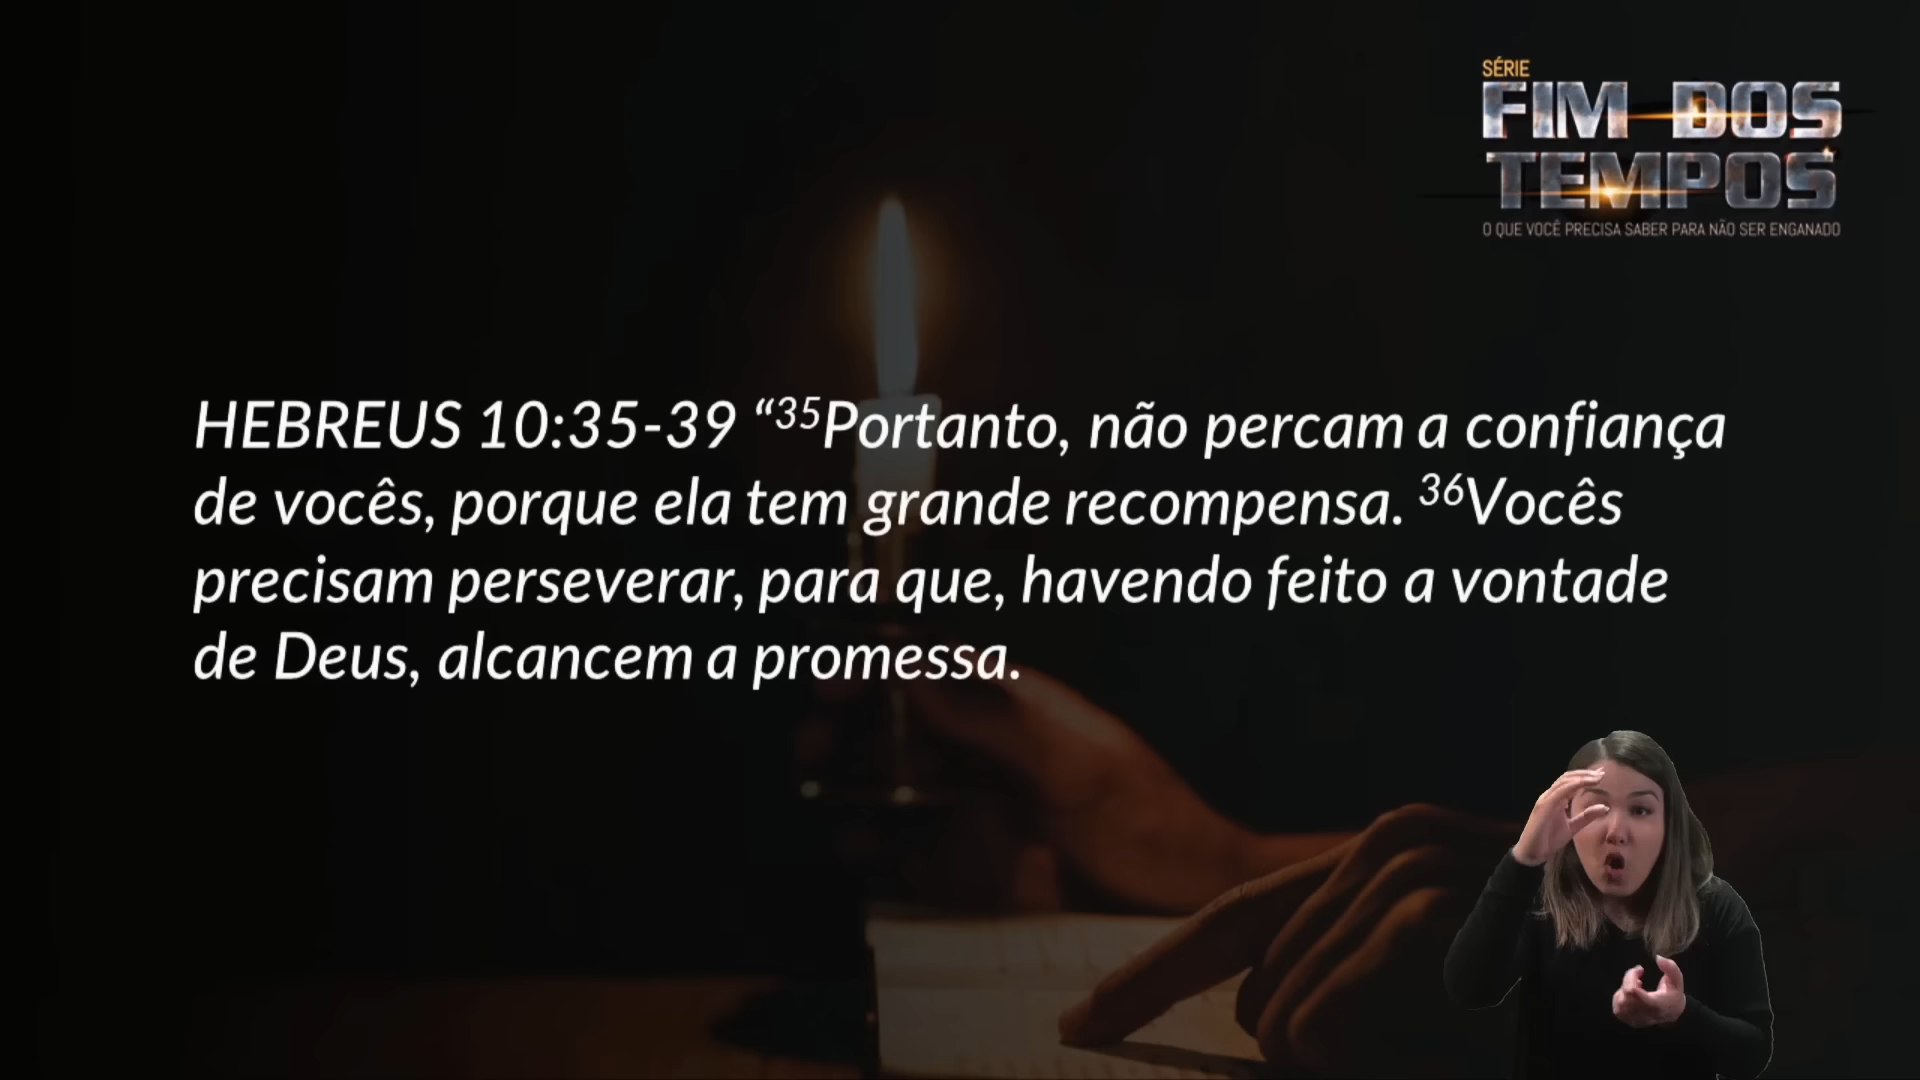 SÉRIE
FIM DOS
TEMPOS
O QUE VOCÊ PRECISA SABER PARA NÃO SER ENGANADO
HEBREUS 10:35-39 “³⁵Portanto, não percam a confiança
de vocês, porque ela tem grande recompensa. ³⁶Vocês
precisam perseverar, para que, havendo feito a vontade
de Deus, alcancem a promessa.